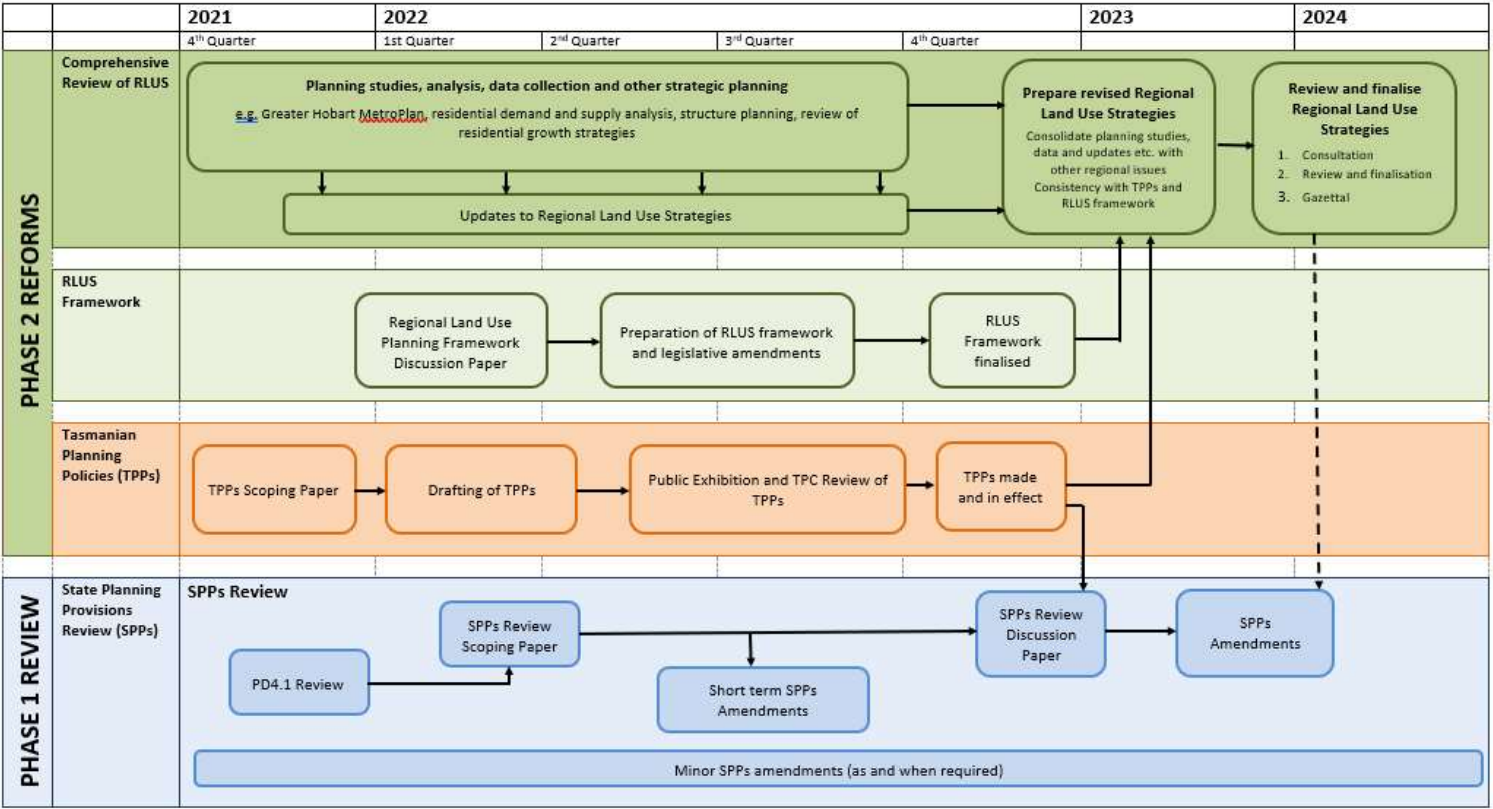 2021
2022
2023
2024
4th Quarter
1st Quarter
2nd Quarter
3rd Quarter
4th Quarter
PHASE 2 REFORMS
Comprehensive
Review of RLUS
Planning studies, analysis, data collection and other strategic planning
e.g. Greater Hobart MetroPlan, residential demand and supply analysis, structure planning, review of
residential growth strategies
Updates to Regional Land Use Strategies
Prepare revised Regional
Land Use Strategies
Consolidate planning studies,
data and updates etc. with
other regional issues
Consistency with TPPs and
RLUS framework
Review and finalise
Regional Land Use
Strategies
1. Consultation
2. Review and finalisation
3. Gazettal
RLUS
Framework
Regional Land Use
Planning Framework
Discussion Paper
Preparation of RLUS framework
and legislative amendments
RLUS
Framework
finalised
Tasmanian
Planning
Policies (TPPs)
TPPs Scoping Paper
Drafting of TPPs
Public Exhibition and TPC Review of
TPPs
TPPs made
and in effect
PHASE 1 REVIEW
State Planning
Provisions
Review (SPPs)
SPPs Review
PD4.1 Review
SPPs Review
Scoping Paper
Short term SPPs
Amendments
SPPs Review
Discussion
Paper
SPPs
Amendments
Minor SPPs amendments (as and when required)